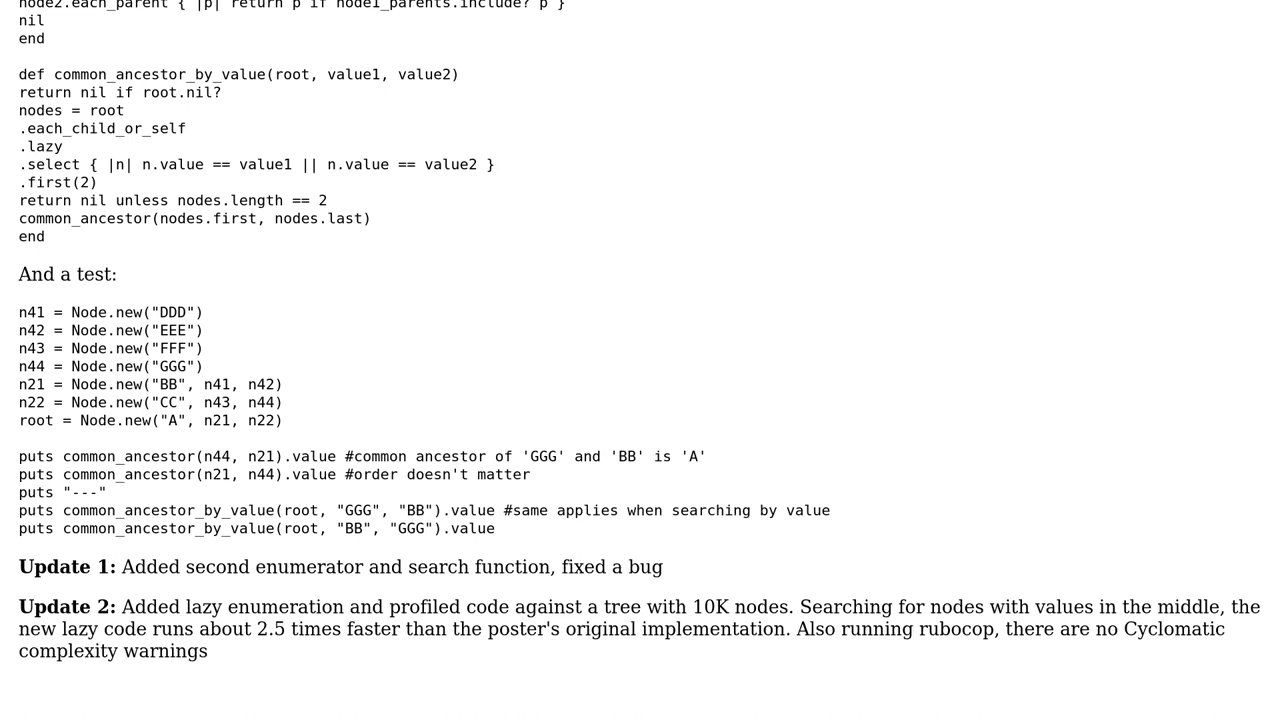 node2.each_parent { |p| return p if node1_parents.include? p }
nil
end

def common_ancestor_by_value(root, value1, value2)
return nil if root.nil?
nodes = root
.each_child_or_self
.lazy
.select { |n| n.value == value1 || n.value == value2 }
.first(2)
return nil unless nodes.length == 2
common_ancestor(nodes.first, nodes.last)
end

And a test:

n41 = Node.new("DDD")
n42 = Node.new("EEE")
n43 = Node.new("FFF")
n44 = Node.new("GGG")
n21 = Node.new("BB", n41, n42)
n22 = Node.new("CC", n43, n44)
root = Node.new("A", n21, n22)

puts common_ancestor(n44, n21).value #common ancestor of 'GGG' and 'BB' is 'A'
puts common_ancestor(n21, n44).value #order doesn't matter
puts "---"
puts common_ancestor_by_value(root, "GGG", "BB").value #same applies when searching by value
puts common_ancestor_by_value(root, "BB", "GGG").value

Update 1: Added second enumerator and search function, fixed a bug

Update 2: Added lazy enumeration and profiled code against a tree with 10K nodes. Searching for nodes with values in the middle, the
new lazy code runs about 2.5 times faster than the poster's original implementation. Also running rubocop, there are no Cyclomatic
complexity warnings